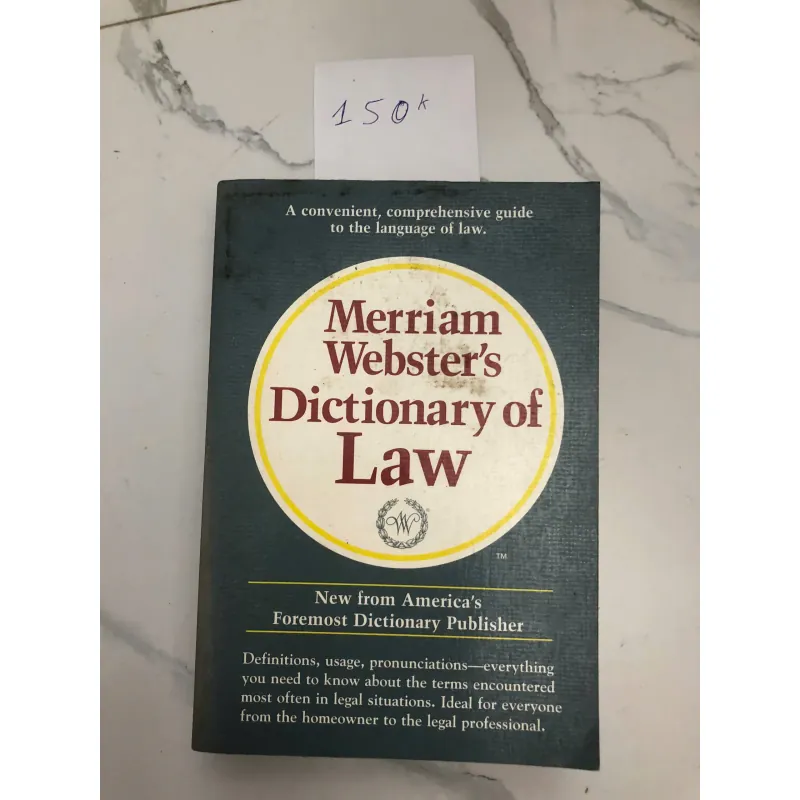 150k
A convenient, comprehensive guide
to the language of law.
Merriam
Webster's
Dictionary of
Law
W
®
™
New from America's
Foremost Dictionary Publisher
Definitions, usage, pronunciations—everything
you need to know about the terms encountered
most often in legal situations. Ideal for everyone
from the homeowner to the legal professional.